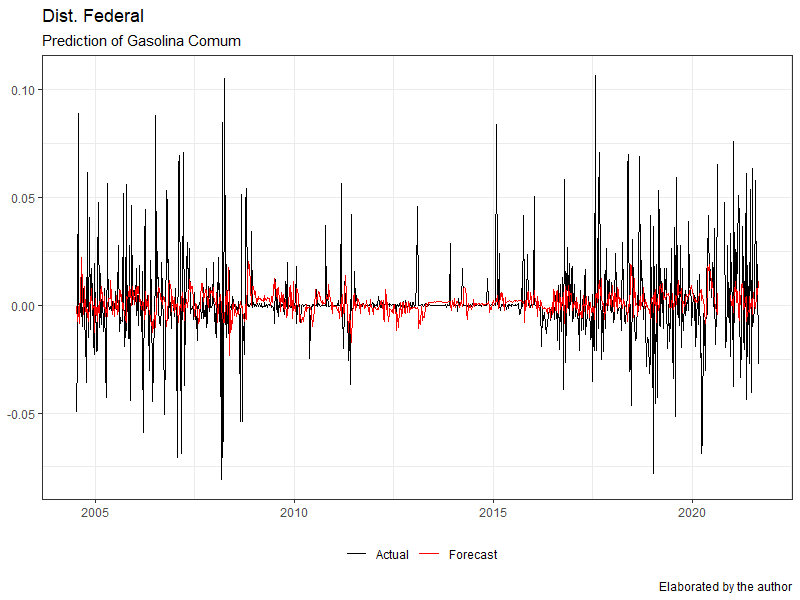 Dist. Federal
Prediction of Gasolina Comum
0.10
0.05
0.00
-0.05
2005 2010 2015 2020
Actual Forecast
Elaborated by the author